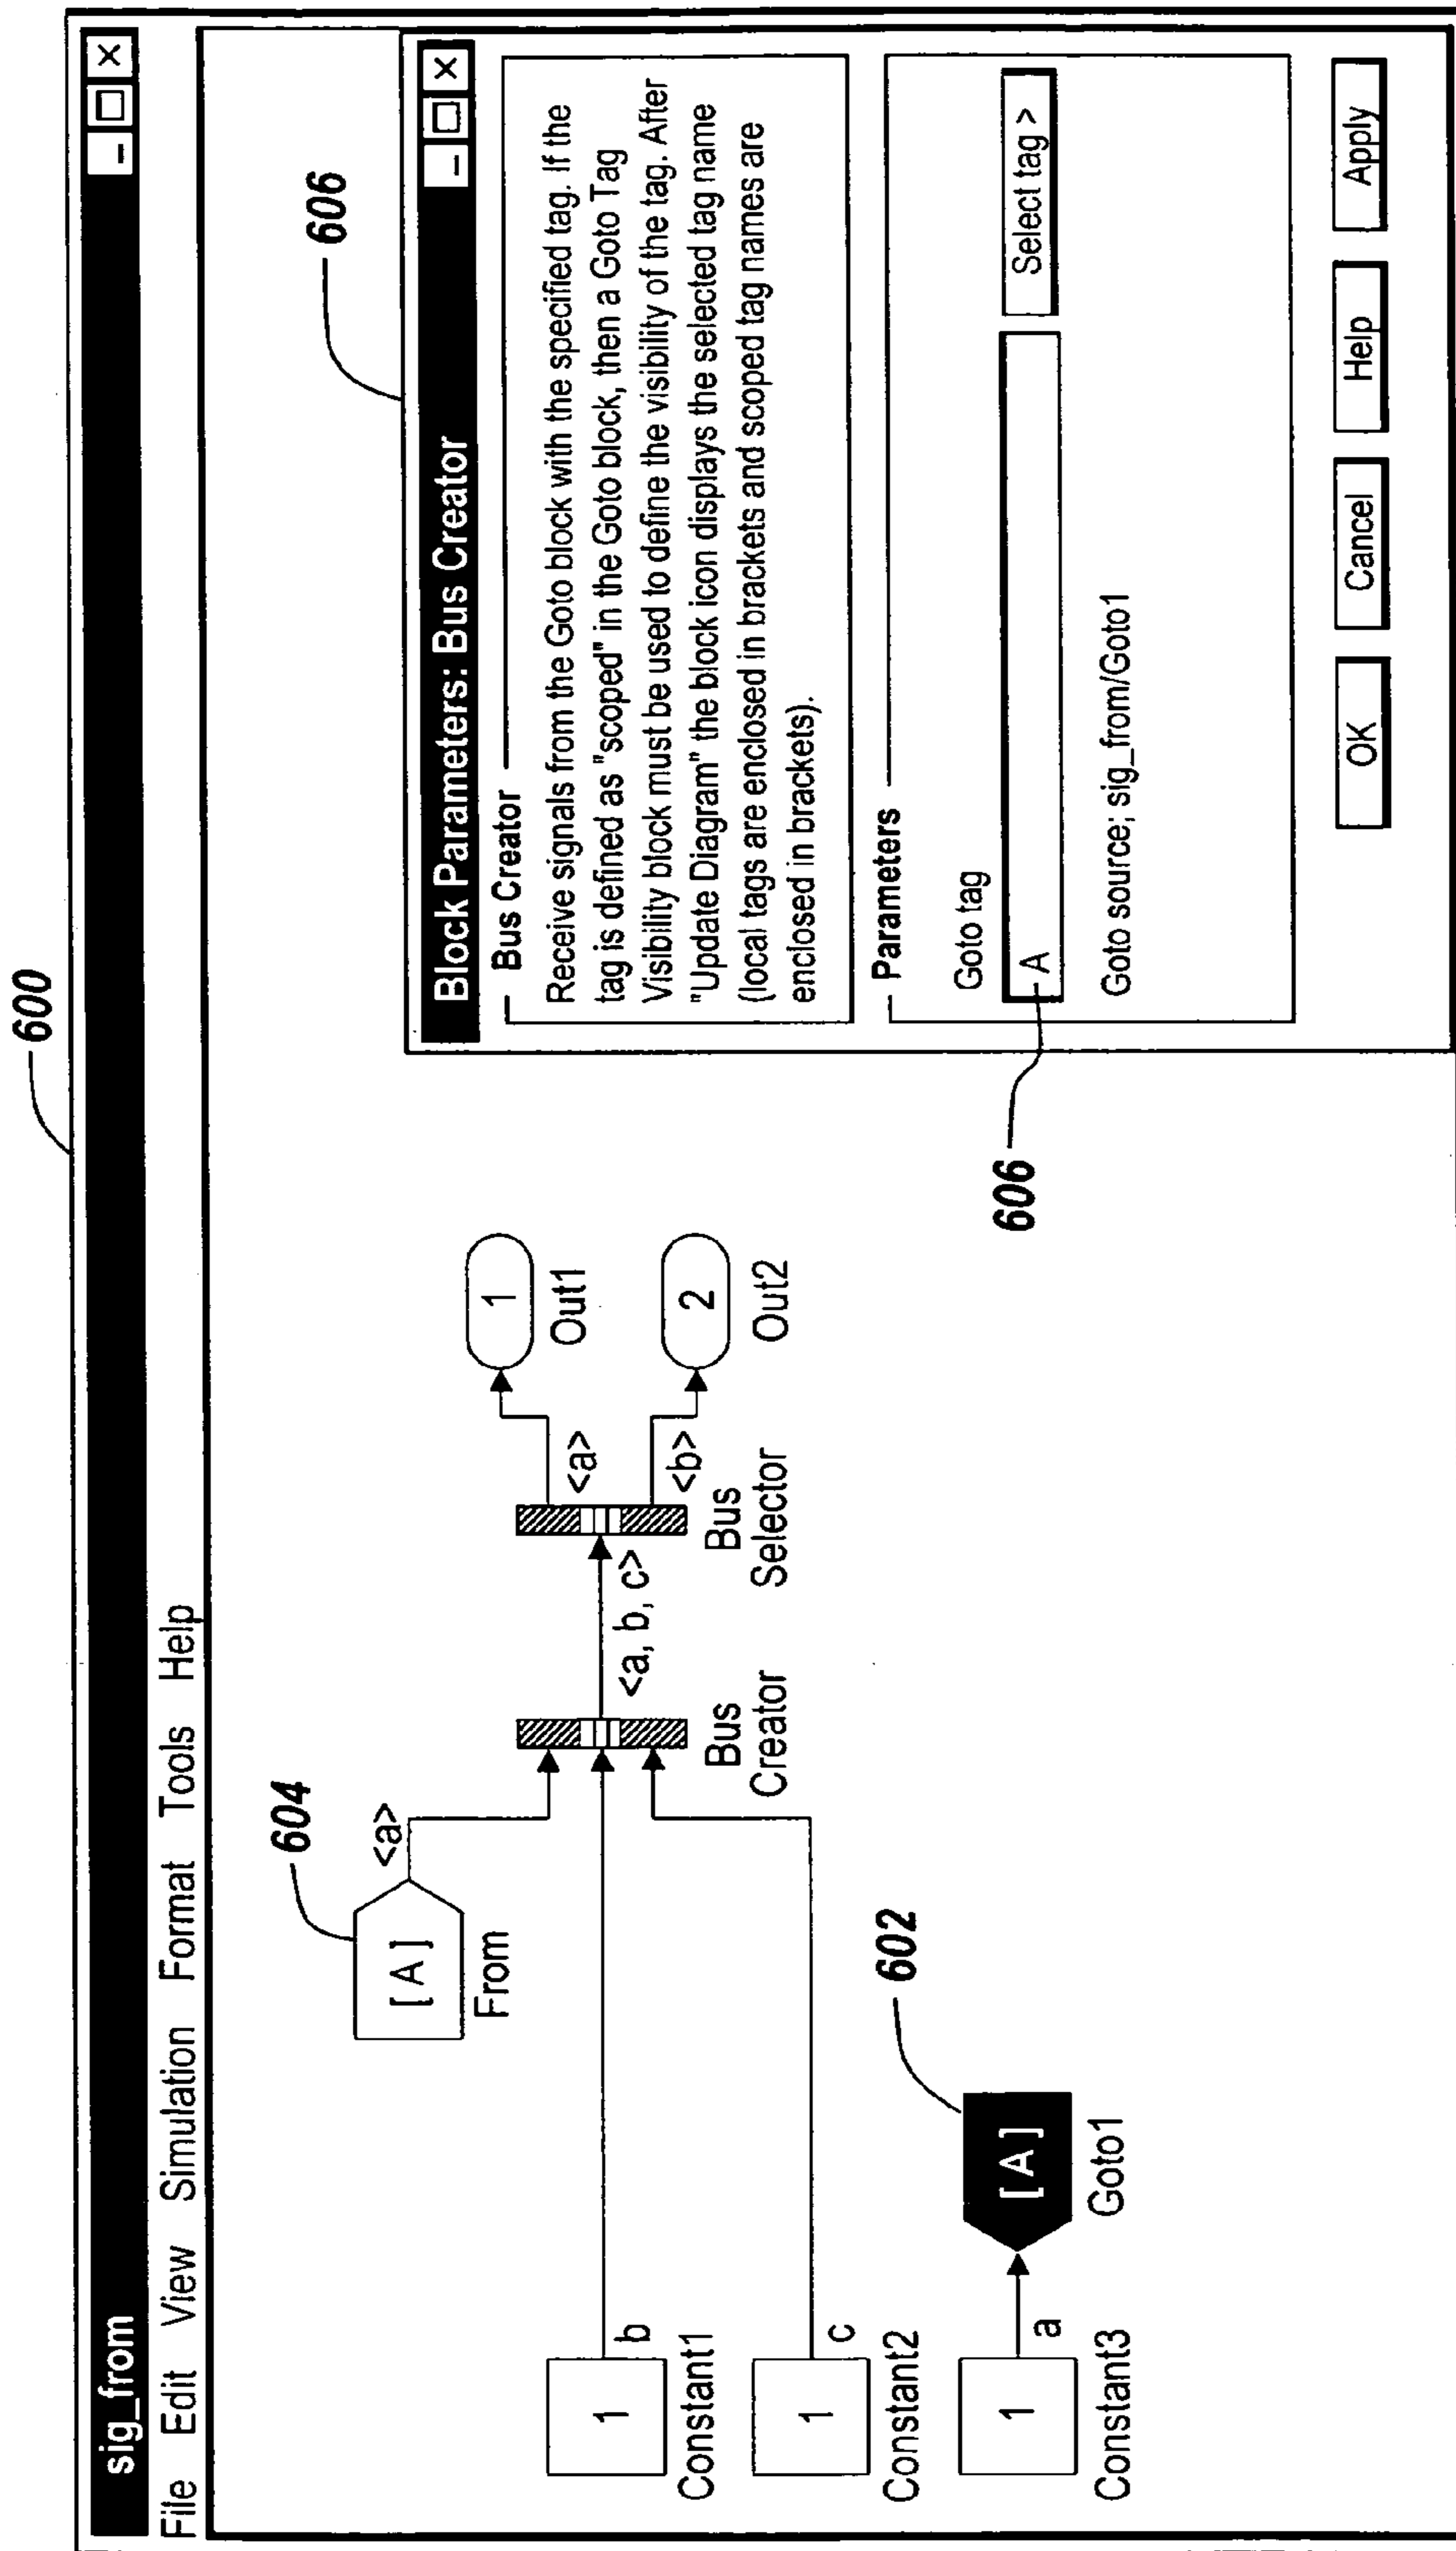 600
sig_from
File Edit View Simulation Format Tools Help
604
<a>
[ A ]
From
1
b
Constant1
1
c
Constant2
1
a
Constant3
602
[ A ]
Goto1
Bus
Creator
<a, b, c>
Bus
Selector
<a>
<b>
1
Out1
2
Out2
606
Block Parameters: Bus Creator
Bus Creator
Receive signals from the Goto block with the specified tag. If the
tag is defined as "scoped" in the Goto block, then a Goto Tag
Visibility block must be used to define the visibility of the tag. After
"Update Diagram" the block icon displays the selected tag name
(local tags are enclosed in brackets and scoped tag names are
enclosed in brackets).
Parameters
Goto tag
A
Select tag >
606
Goto source; sig_from/Goto1
OK
Cancel
Help
Apply